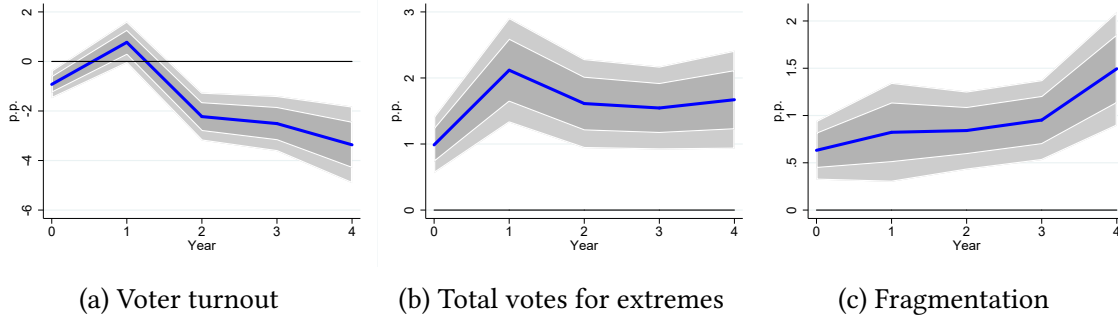 2
0
-2
-4
-6
p.p.
0 1 2 3 4
Year
(a) Voter turnout
3
2
1
0
p.p.
0 1 2 3 4
Year
(b) Total votes for extremes
2
1.5
1
.5
0
p.p.
0 1 2 3 4
Year
(c) Fragmentation